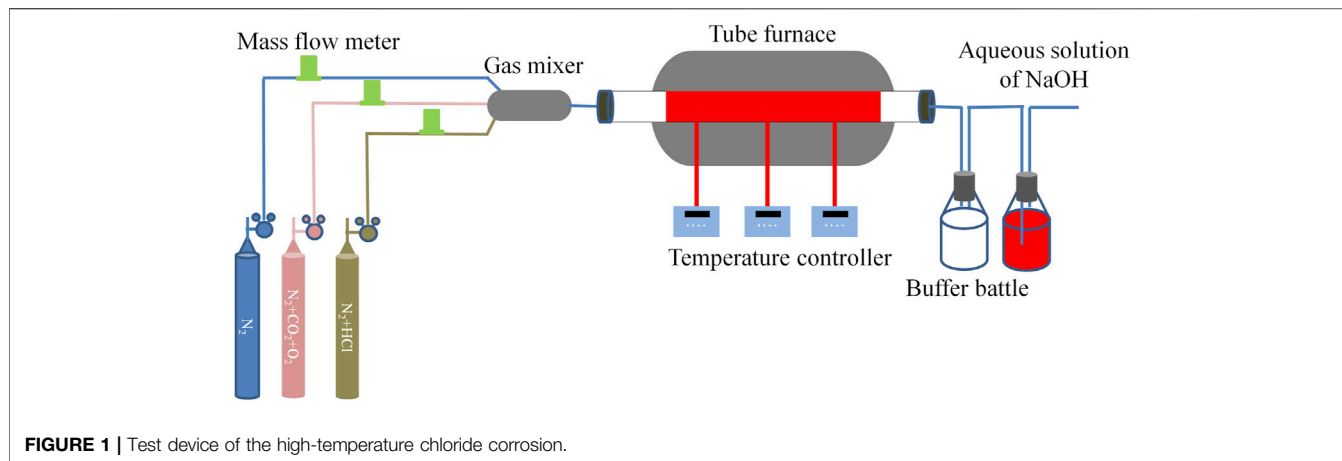 Mass flow meter
Gas mixer
Tube furnace
Aqueous solution
of NaOH
Temperature controller
Buffer battle
N₂
N₂+CO₂+O₂
N₂+HCl
FIGURE 1 | Test device of the high-temperature chloride corrosion.